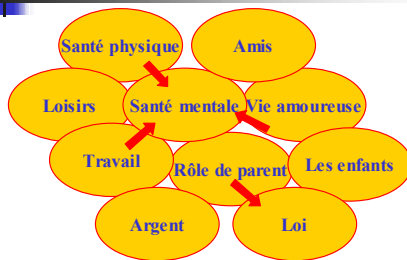 Santé physique
Amis
Loisirs
Santé mentale
Vie amoureuse
Travail
Rôle de parent
Les enfants
Argent
Loi